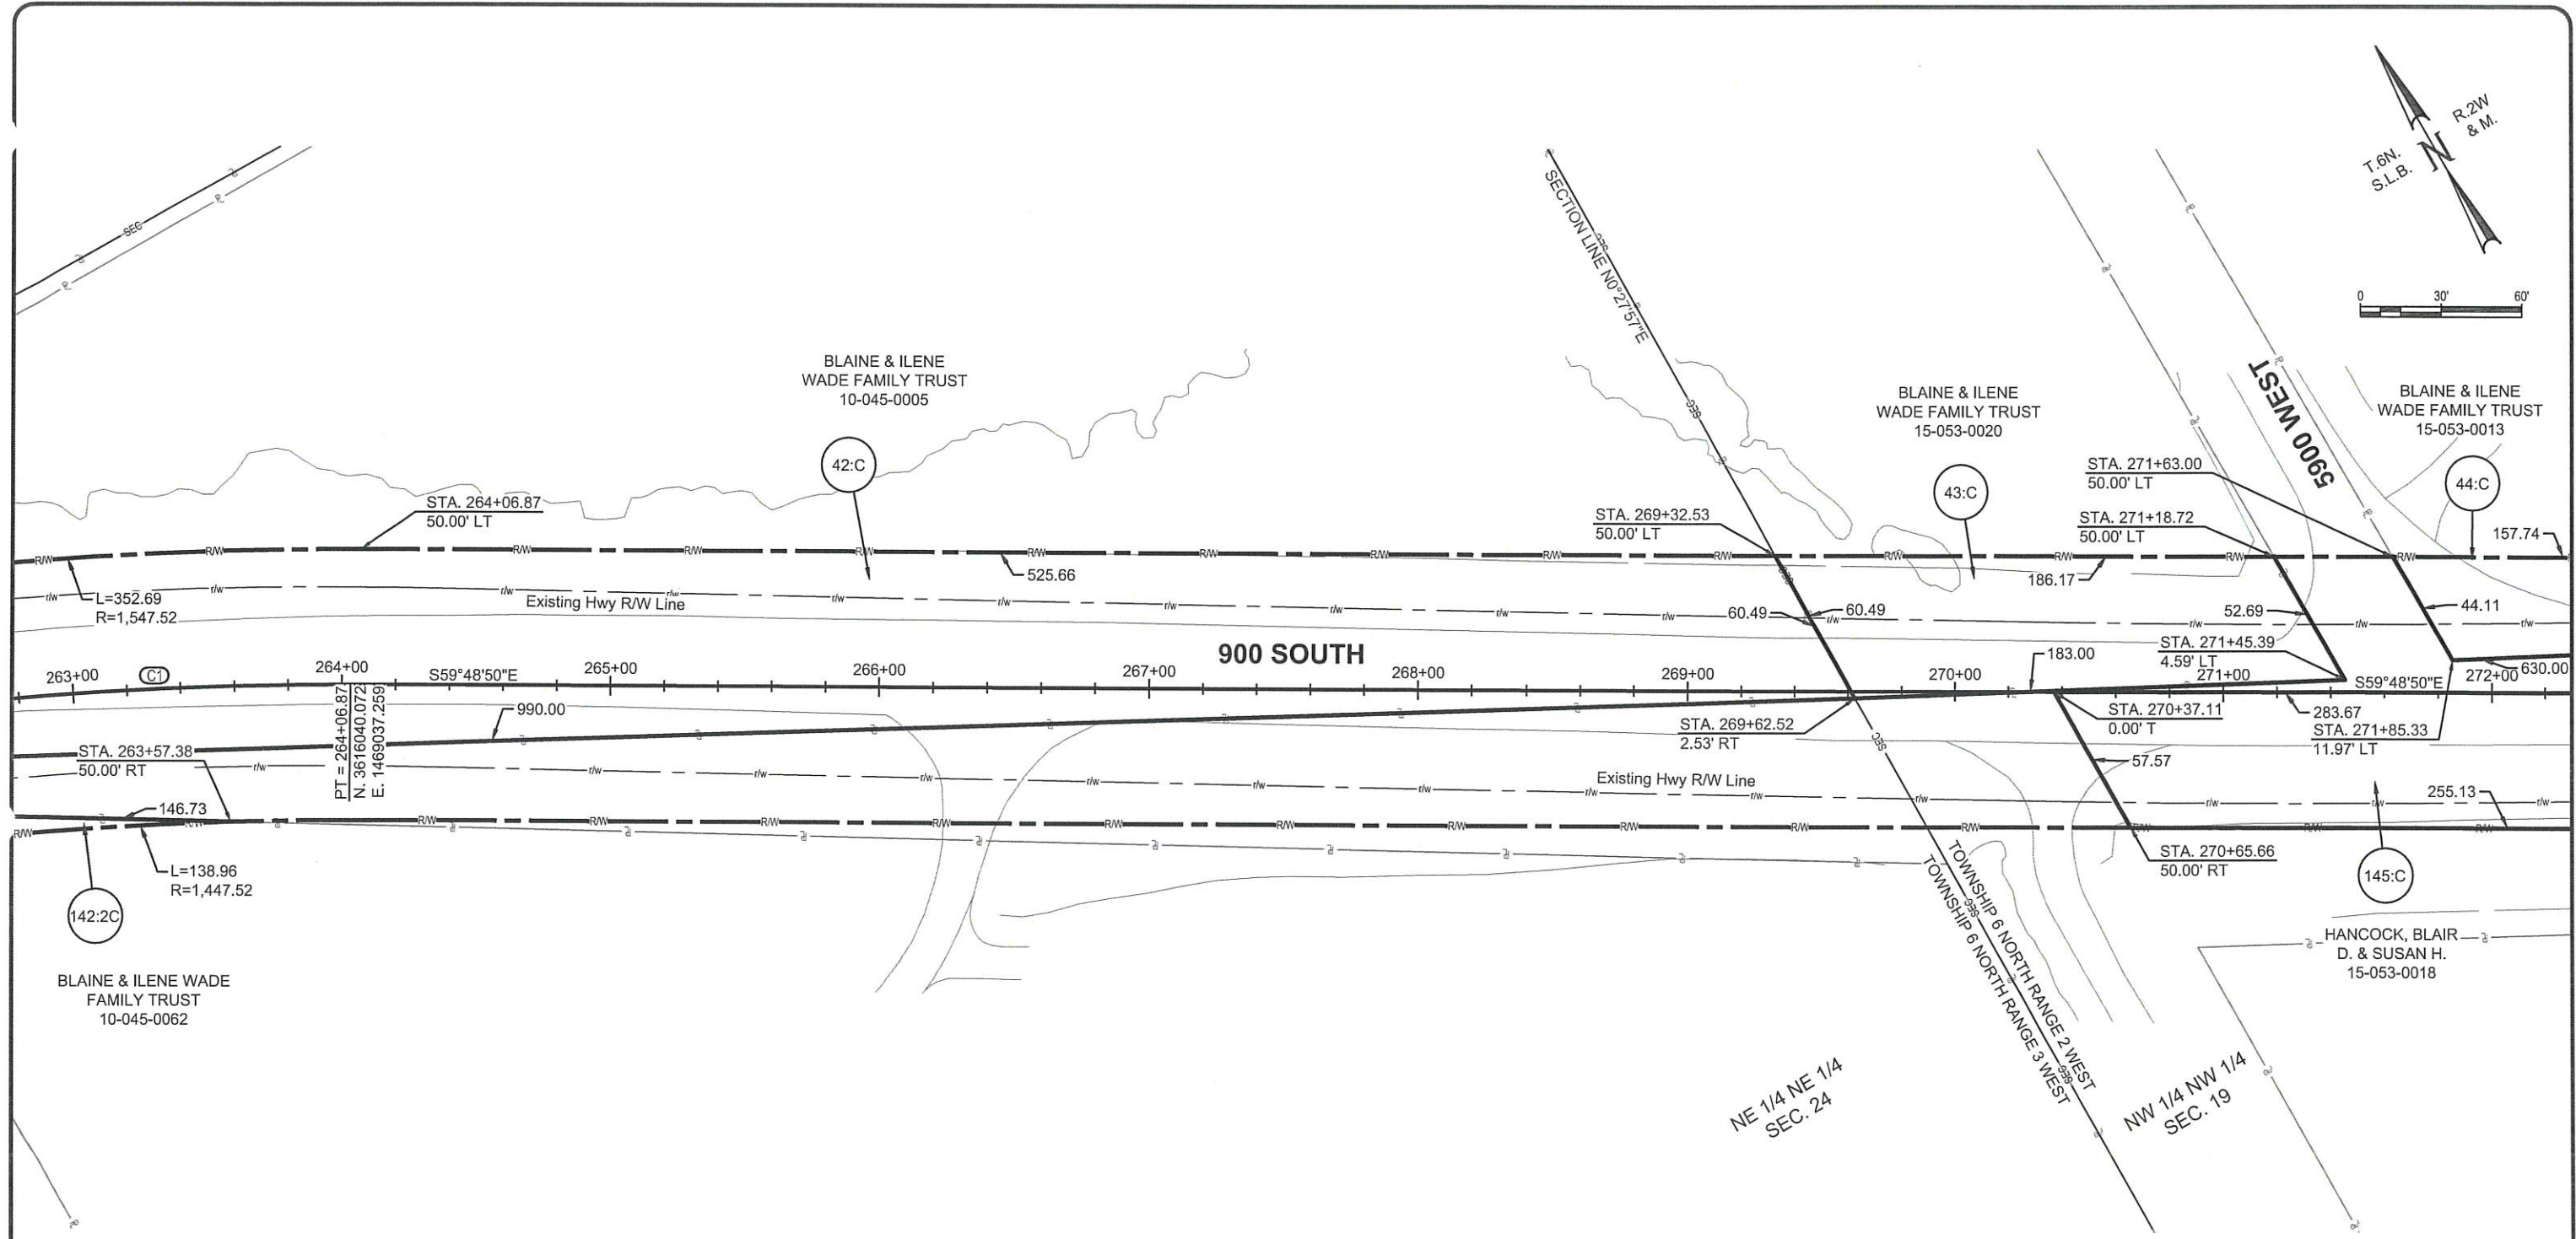 R.2W
& M.
T.6N.
S.L.B.
N
0 30' 60'
SEC
SECTION LINE N0°27'57"E
SEC
SEC
5900 WEST
BLAINE & ILENE
WADE FAMILY TRUST
10-045-0005
42:C
BLAINE & ILENE
WADE FAMILY TRUST
15-053-0020
43:C
BLAINE & ILENE
WADE FAMILY TRUST
15-053-0013
44:C
STA. 264+06.87
50.00' LT
STA. 269+32.53
50.00' LT
STA. 271+63.00
50.00' LT
STA. 271+18.72
50.00' LT
157.74
R/W R/W R/W R/W R/W R/W R/W R/W R/W R/W R/W R/W R/W R/W R/W
525.66
186.17
L=352.69
R=1,547.52
r/w r/w r/w r/w r/w r/w r/w r/w r/w r/w r/w r/w r/w r/w r/w r/w
Existing Hwy R/W Line
60.49
60.49
52.69
44.11
900 SOUTH
STA. 271+45.39
4.59' LT
183.00
630.00
263+00
C1
264+00
S59°48'50"E
265+00
266+00
267+00
268+00
269+00
270+00
271+00
S59°48'50"E
272+00
PT = 264+06.87
N. 3616040.072
E. 1469037.259
990.00
STA. 269+62.52
2.53' RT
STA. 270+37.11
0.00' T
283.67
STA. 271+85.33
11.97' LT
STA. 263+57.38
50.00' RT
57.57
Existing Hwy R/W Line
255.13
146.73
L=138.96
R=1,447.52
142:2C
STA. 270+65.66
50.00' RT
145:C
BLAINE & ILENE WADE
FAMILY TRUST
10-045-0062
HANCOCK, BLAIR
D. & SUSAN H.
15-053-0018
TOWNSHIP 6 NORTH RANGE 2 WEST
TOWNSHIP 6 NORTH RANGE 3 WEST
NE 1/4 NE 1/4
SEC. 24
NW 1/4 NW 1/4
SEC. 19